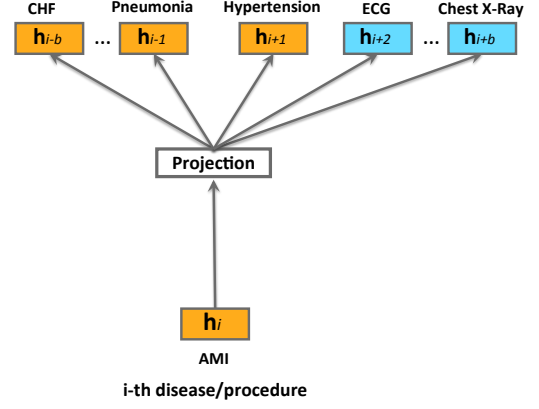 CHF Pneumonia Hypertension ECG Chest X-Ray
hi-b ... hi-1 hi+1 hi+2 ... hi+b
Projection
hi
AMI
i-th disease/procedure